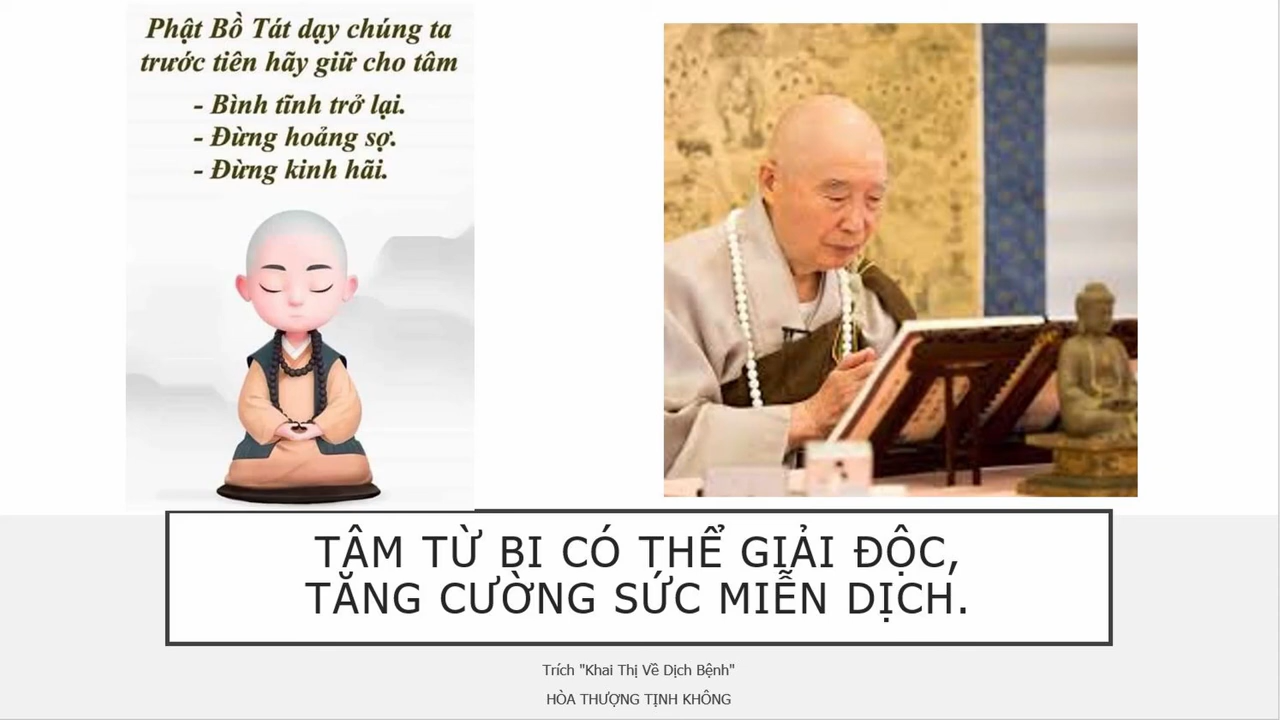 Phật Bồ Tát dạy chúng ta
trước tiên hãy giữ cho tâm
- Bình tĩnh trở lại.
- Đừng hoảng sợ.
- Đừng kinh hãi.
TÂM TỪ BI CÓ THỂ GIẢI ĐỘC,
TĂNG CƯỜNG SỨC MIỄN DỊCH.
Trích "Khai Thị Về Dịch Bệnh"
HÒA THƯỢNG TỊNH KHÔNG